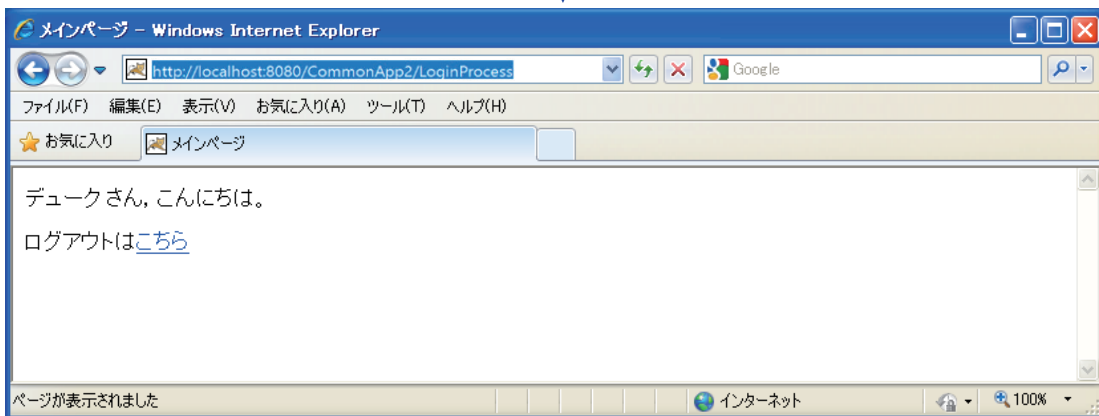 メインページ - Windows Internet Explorer
http://localhost:8080/CommonApp2/LoginProcess
Google
ファイル(F) 編集(E) 表示(V) お気に入り(A) ツール(T) ヘルプ(H)
お気に入り メインページ
デューク さん, こんにちは。
ログアウトはこちら
ページが表示されました インターネット 100%